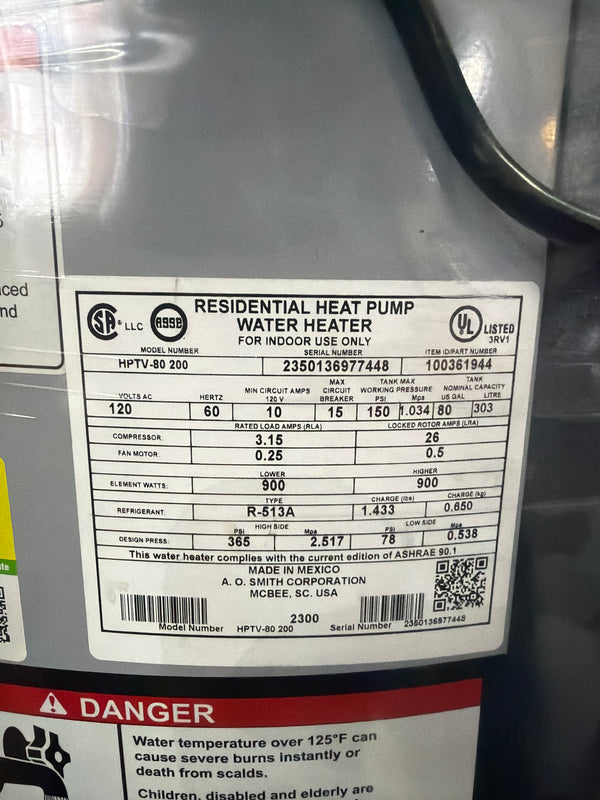 aced
nd
RESIDENTIAL HEAT PUMP
WATER HEATER
FOR INDOOR USE ONLY
SA ® LLC
ASSE
UL LISTED
3RV1
MODEL NUMBER SERIAL NUMBER ITEM ID/PART NUMBER
HPTV-80 200 2350136977448 100361944
VOLTS AC HERTZ MIN CIRCUIT AMPS 120 V MAX CIRCUIT BREAKER TANK MAX WORKING PRESSURE PSI Mpa TANK NOMINAL CAPACITY US GAL LITRE
120 60 10 15 150 1.034 80 303
RATED LOAD AMPS (RLA) LOCKED ROTOR AMPS (LRA)
COMPRESSOR: 3.15 26
FAN MOTOR: 0.25 0.5
LOWER HIGHER
ELEMENT WATTS: 900 900
TYPE CHARGE (lbs) CHARGE (kg)
REFRIGERANT: R-513A 1.433 0.650
HIGH SIDE LOW SIDE
PSI Mpa PSI Mpa
DESIGN PRESS: 365 2.517 78 0.538
This water heater complies with the current edition of ASHRAE 90.1
MADE IN MEXICO
A. O. SMITH CORPORATION
MCBEE, SC. USA
2300
Model Number HPTV-80 200 Serial Number 2350136977448
DANGER
Water temperature over 125°F can
cause severe burns instantly or
death from scalds.
Children, disabled and elderly are